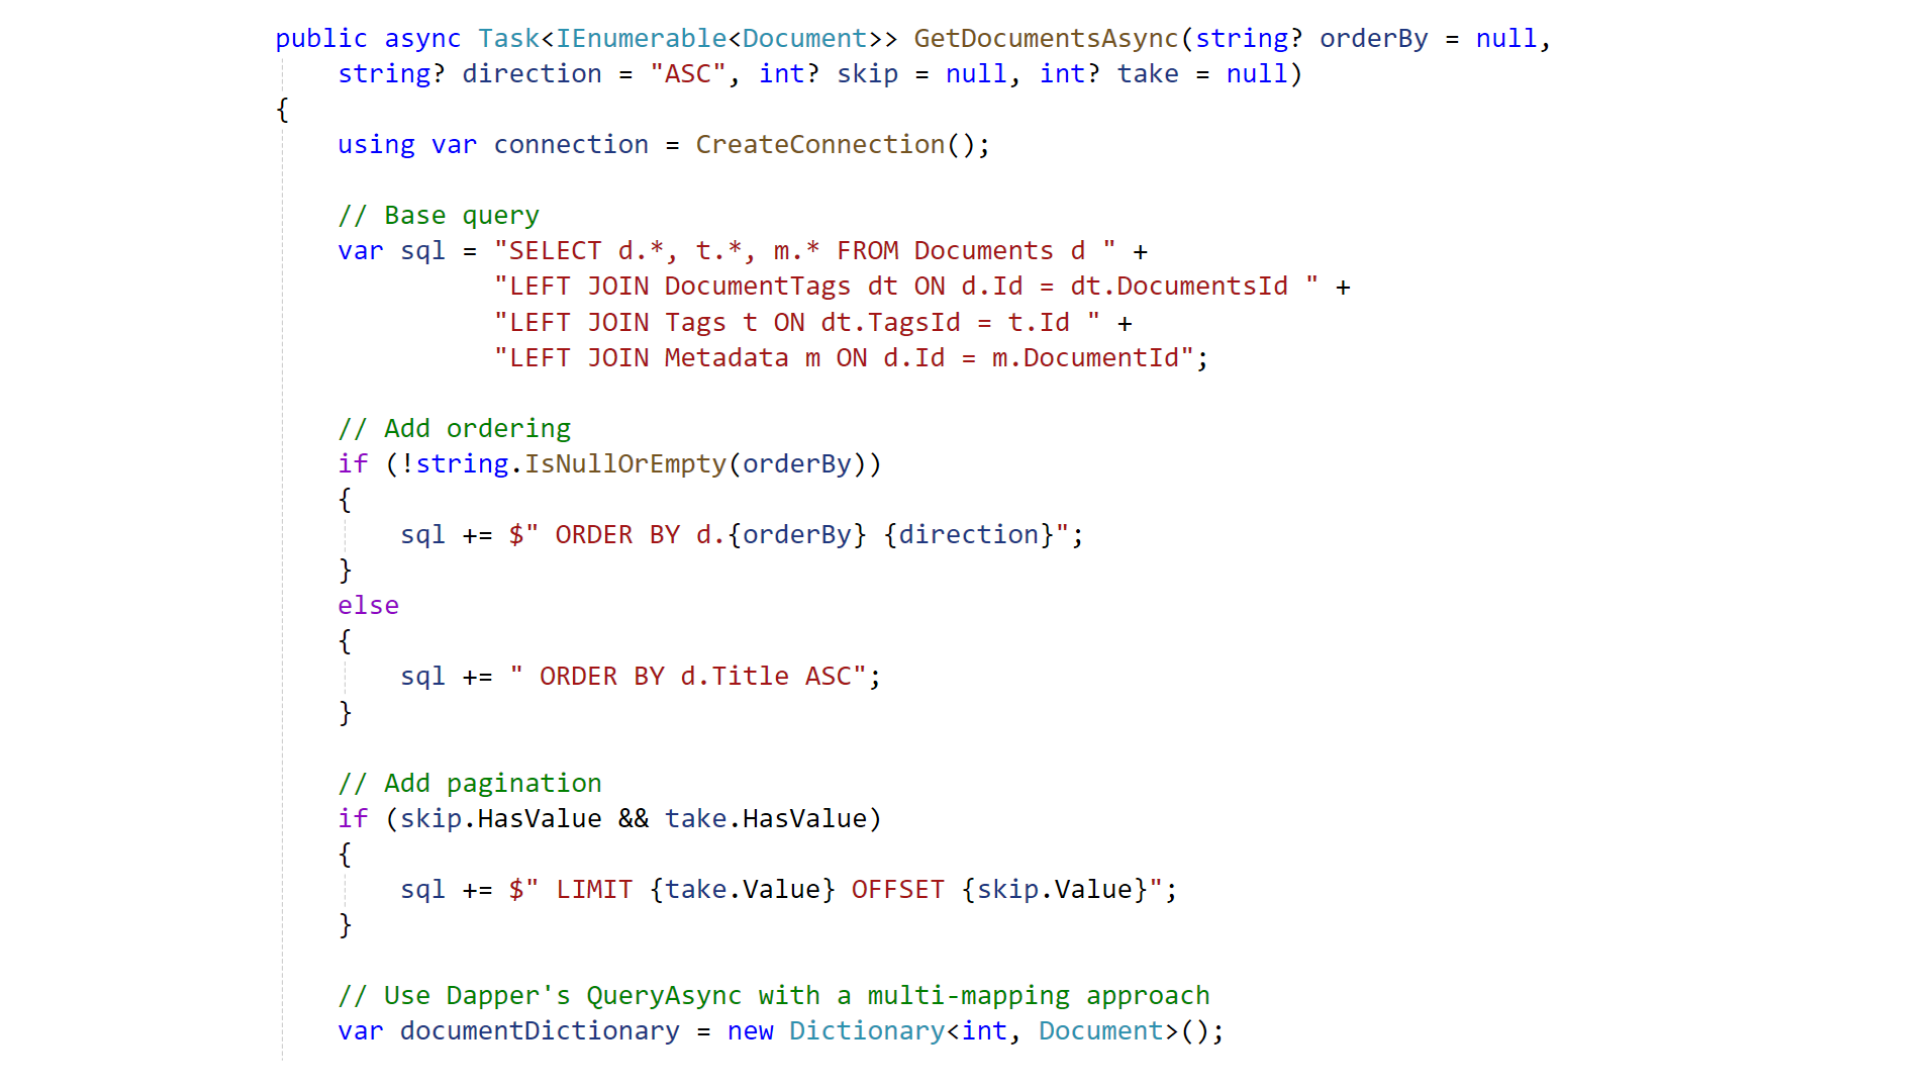 public async Task<IEnumerable<Document>> GetDocumentsAsync(string? orderBy = null,
    string? direction = "ASC", int? skip = null, int? take = null)
{
    using var connection = CreateConnection();

    // Base query
    var sql = "SELECT d.*, t.*, m.* FROM Documents d " +
              "LEFT JOIN DocumentTags dt ON d.Id = dt.DocumentsId " +
              "LEFT JOIN Tags t ON dt.TagsId = t.Id " +
              "LEFT JOIN Metadata m ON d.Id = m.DocumentId";

    // Add ordering
    if (!string.IsNullOrEmpty(orderBy))
    {
        sql += $" ORDER BY d.{orderBy} {direction}";
    }
    else
    {
        sql += " ORDER BY d.Title ASC";
    }

    // Add pagination
    if (skip.HasValue && take.HasValue)
    {
        sql += $" LIMIT {take.Value} OFFSET {skip.Value}";
    }

    // Use Dapper's QueryAsync with a multi-mapping approach
    var documentDictionary = new Dictionary<int, Document>();